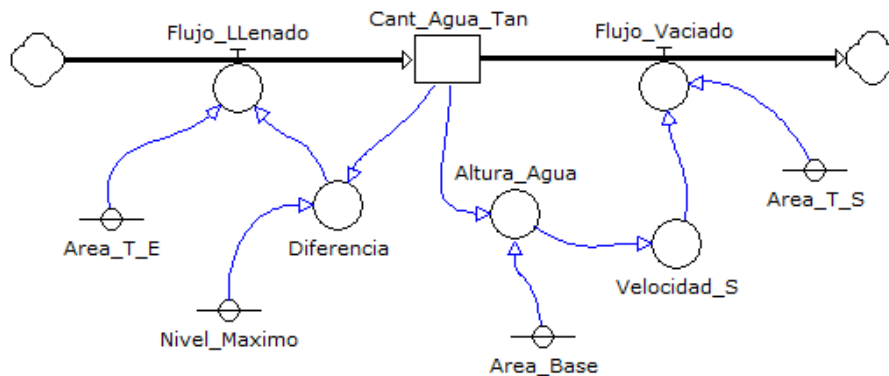 Cant_Agua_Tan
Flujo_LLenado
Flujo_Vaciado
Altura_Agua
Area_T_S
Area_T_E
Diferencia
Velocidad_S
Nivel_Maximo
Area_Base